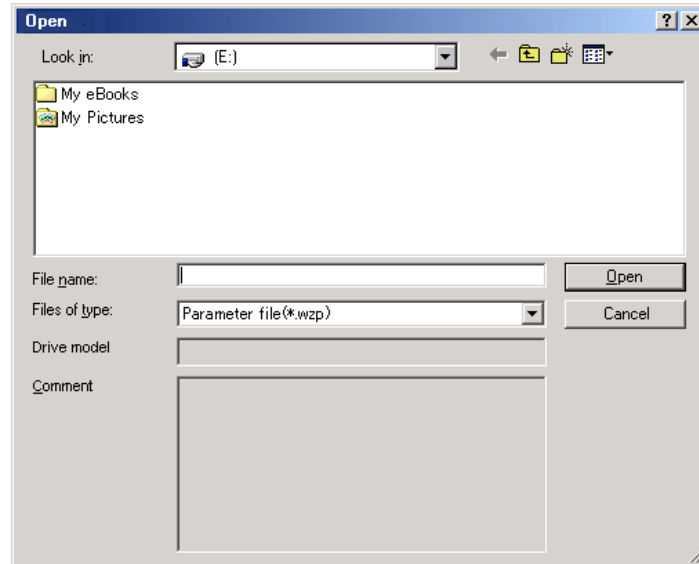 Open
Look in: (E:)
My eBooks
My Pictures
File name: Open
Files of type: Parameter file(*.wzp) Cancel
Drive model
Comment